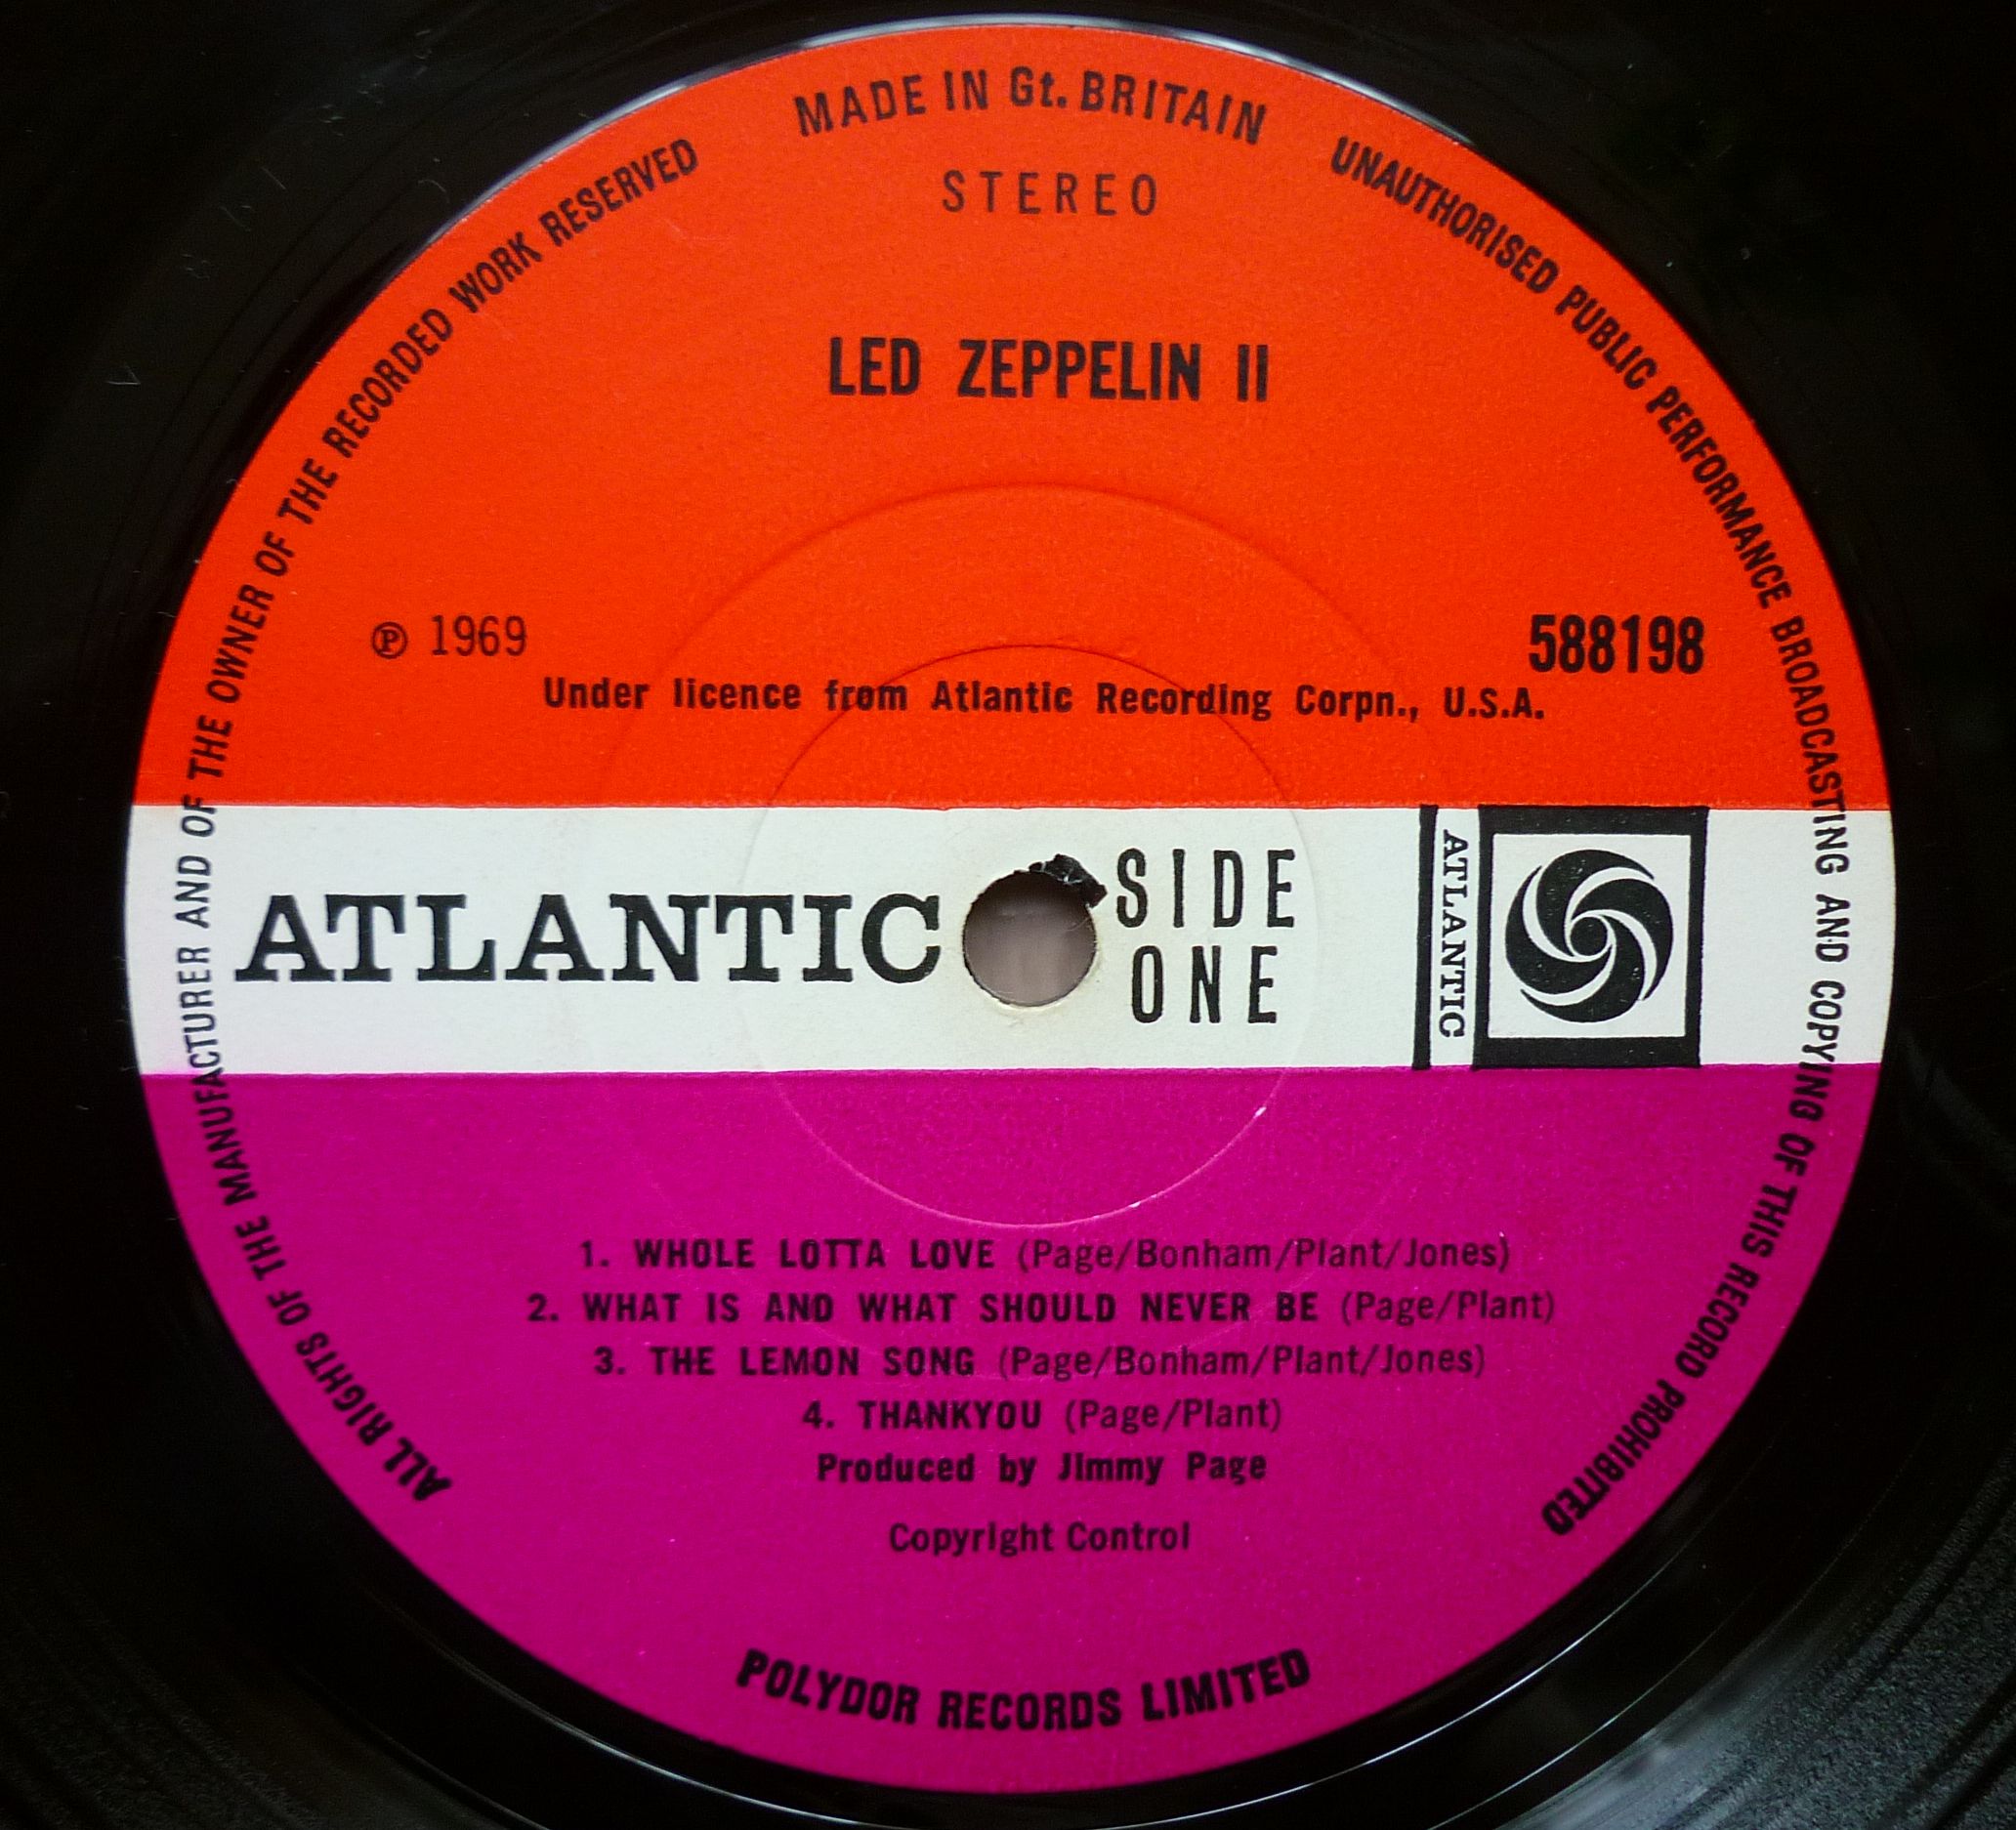 MADE IN Gt. BRITAIN
ALL RIGHTS OF THE MANUFACTURER AND OF THE OWNER OF THE RECORDED WORK RESERVED
UNAUTHORISED PUBLIC PERFORMANCE BROADCASTING AND COPYING OF THIS RECORD PROHIBITED
STEREO
LED ZEPPELIN II
℗ 1969
588198
Under licence from Atlantic Recording Corpn., U.S.A.
ATLANTIC
SIDE
ONE
ATLANTIC
1. WHOLE LOTTA LOVE (Page/Bonham/Plant/Jones)
2. WHAT IS AND WHAT SHOULD NEVER BE (Page/Plant)
3. THE LEMON SONG (Page/Bonham/Plant/Jones)
4. THANKYOU (Page/Plant)
Produced by Jimmy Page
Copyright Control
POLYDOR RECORDS LIMITED